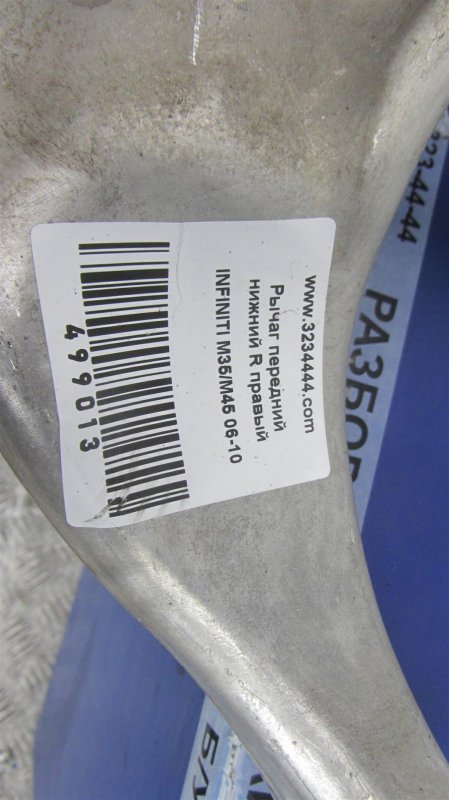 www.3234444.com
Рычаг передний
нижний R правый
INFINITI M35/M45 06-10
499013
РАЗБОР
Б/У